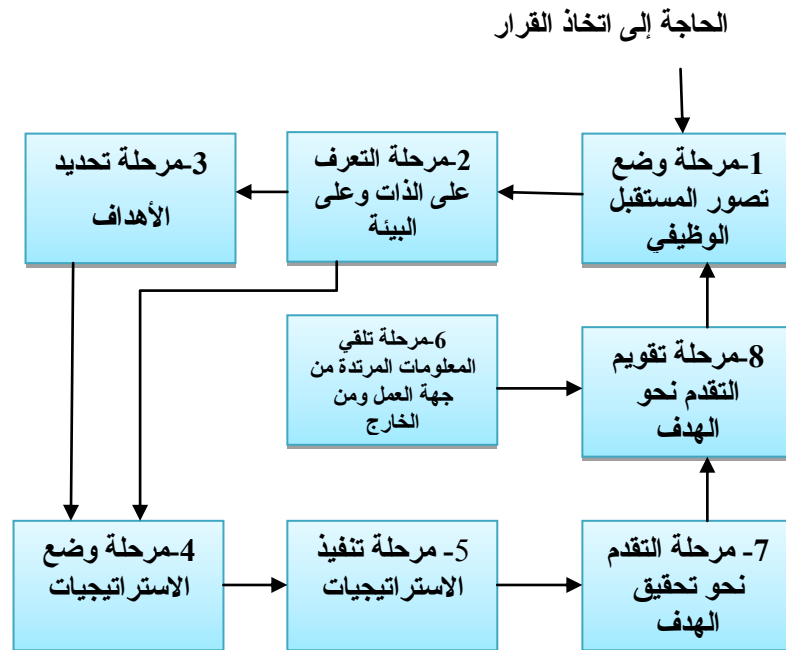 الحاجة إلى اتخاذ القرار
1-مرحلة وضع
تصور المستقبل
الوظيفي
2-مرحلة التعرف
على الذات وعلى
البيئة
3-مرحلة تحديد
الأهداف
6-مرحلة تلقي
المعلومات المرتدة من
جهة العمل ومن
الخارج
8-مرحلة تقويم
التقدم نحو
الهدف
4-مرحلة وضع
الاستراتيجيات
5- مرحلة تنفيذ
الاستراتيجيات
7- مرحلة التقدم
نحو تحقيق
الهدف